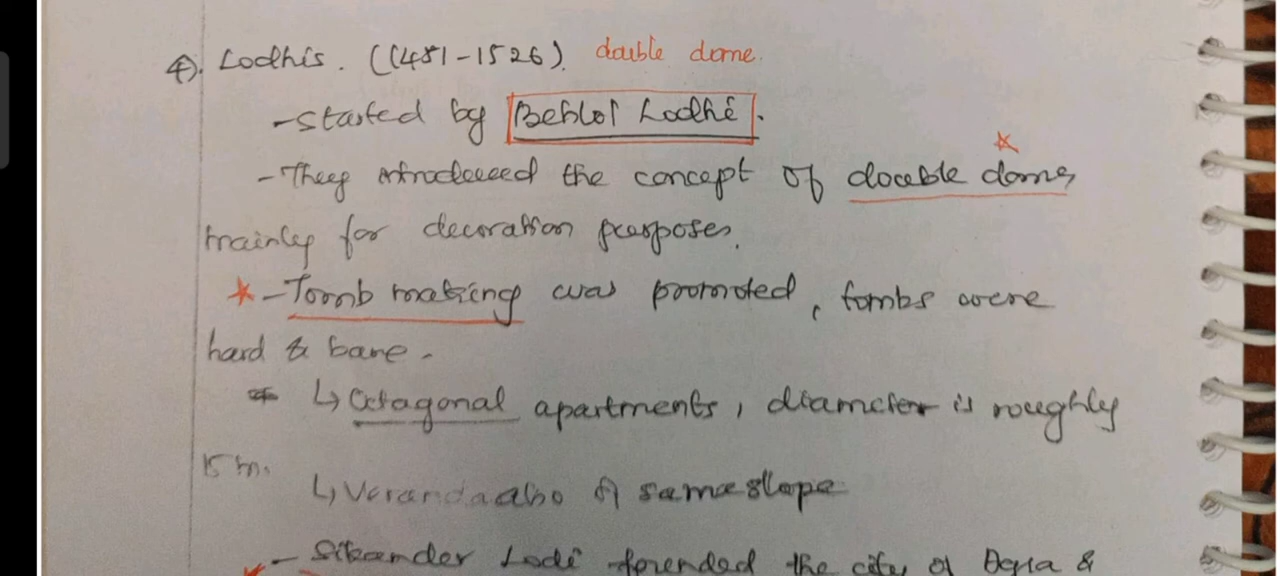 4). Lodhis. (1451-1526). double dome.
- started by Behlol Lodhi.
- They introduced the concept of double dome,
mainly for decoration purposes.
- Tomb making was promoted, tombs were
hard & bare.
↳ Octagonal apartments, diameter is roughly
15 m.
↳ Veranda also of same slope
- Sikander Lodi founded the city of Agra &